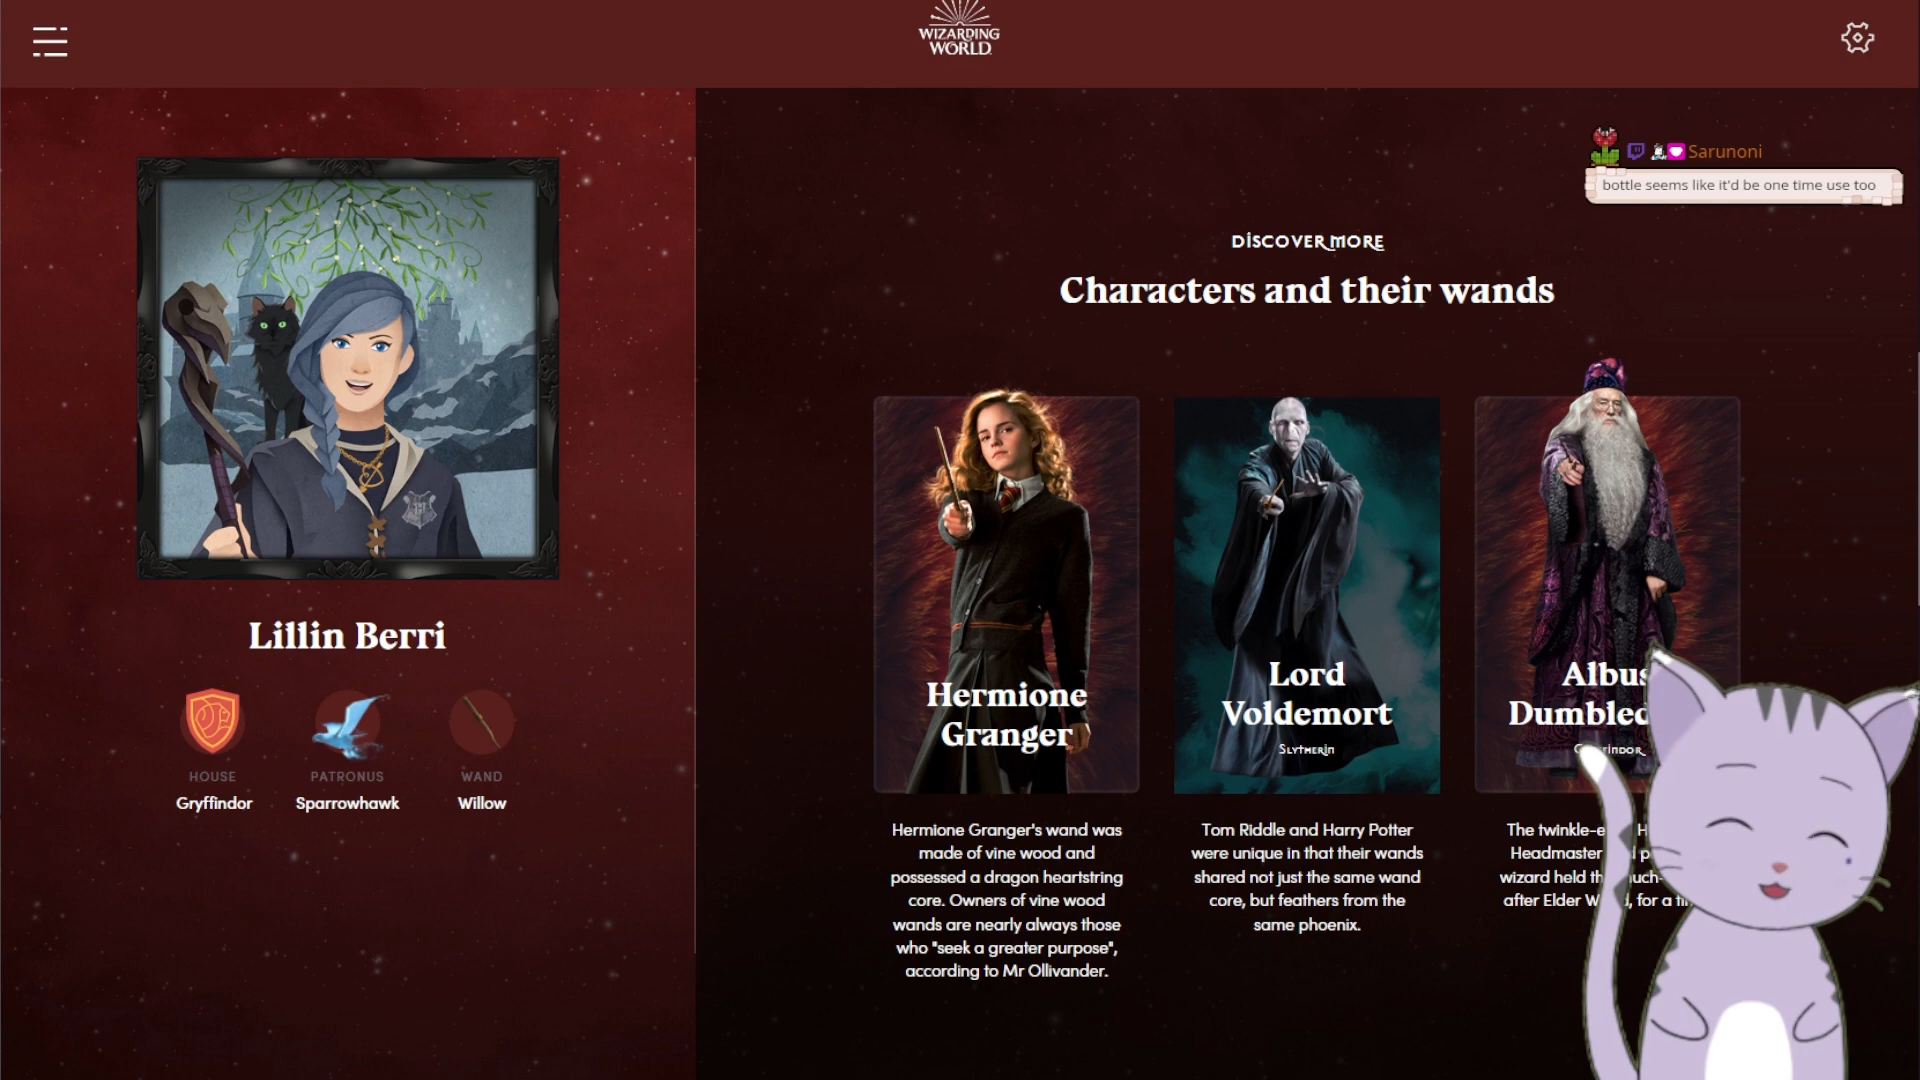 WIZARDING
WORLD
Sarunoni
bottle seems like it'd be one time use too
DISCOVER MORE
Characters and their wands
Lillin Berri
HOUSE
PATRONUS
WAND
Gryffindor
Sparrowhawk
Willow
Hermione
Granger
Lord
Voldemort
Slytherin
Albus
Hermione Granger's wand was
made of vine wood and
possessed a dragon heartstring
core. Owners of vine wood
wands are nearly always those
who "seek a greater purpose",
according to Mr Ollivander.
Tom Riddle and Harry Potter
were unique in that their wands
shared not just the same wand
core, but feathers from the
same phoenix.
The
Headmaster
wizard held
after Elder , for a